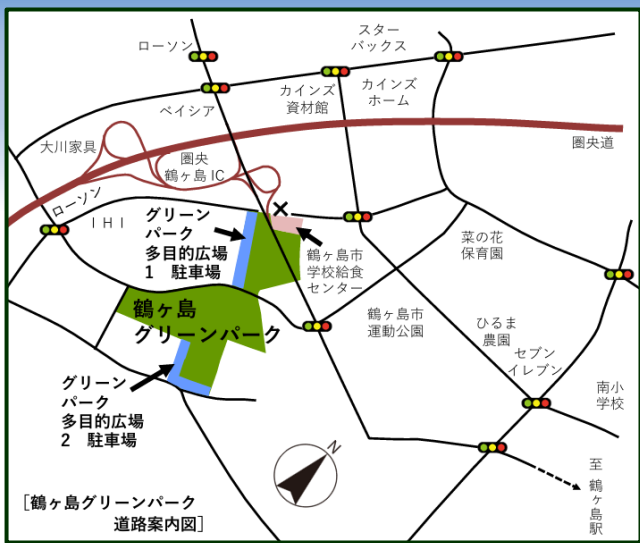 ローソン
スター
バックス
ベイシア
カインズ
資材館
カインズ
ホーム
大川家具
圏央
鶴ヶ島 IC
圏央道
ローソン
ＩＨＩ
グリーン
パーク
多目的広場
1　駐車場
鶴ヶ島市
学校給食
センター
菜の花
保育園
鶴ヶ島
グリーンパーク
鶴ヶ島市
運動公園
ひるま
農園
セブン
イレブン
南小
学校
グリーン
パーク
多目的広場
2　駐車場
N
至 鶴ヶ島駅
［鶴ヶ島グリーンパーク
道路案内図］